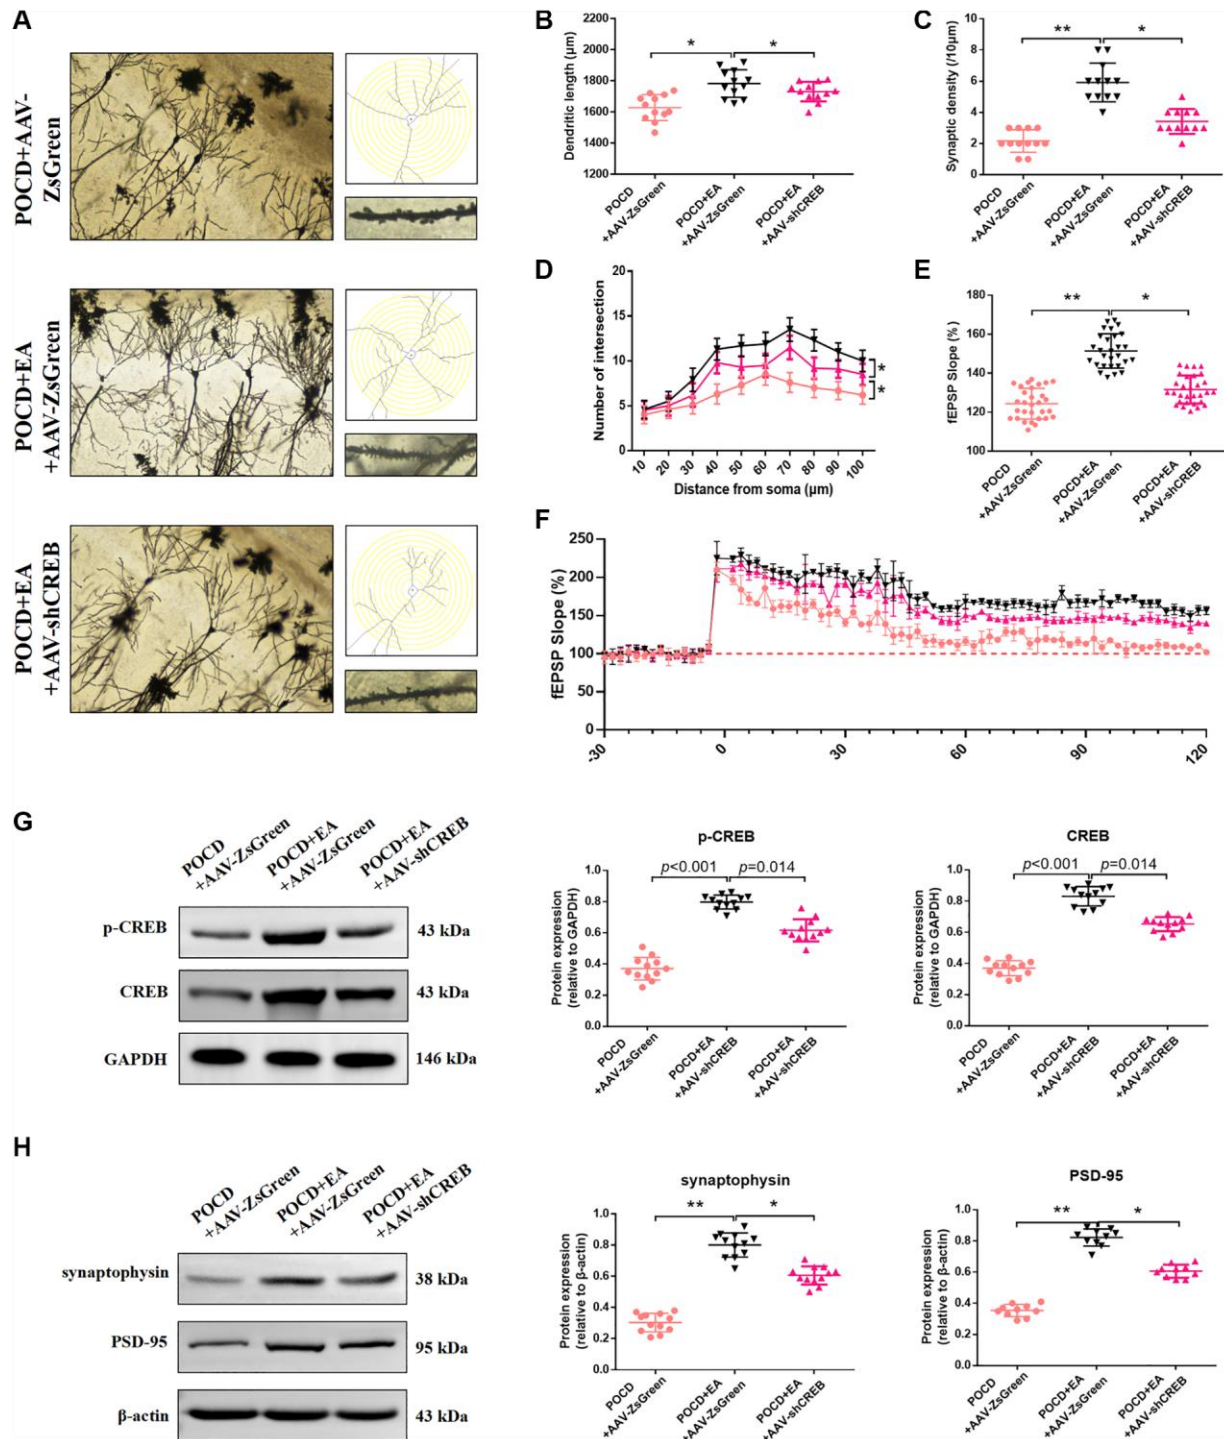 A
POCD+AAV-
ZsGreen
POCD+EA
+AAV-ZsGreen
POCD+EA
+AAV-shCREB
B
Dendritic length (µm)
2200
2000
1800
1600
1400
1200
*
*
POCD
+AAV-ZsGreen
POCD+EA
+AAV-ZsGreen
POCD+EA
+AAV-shCREB
C
Synaptic density (/10µm)
10
8
6
4
2
0
**
*
POCD
+AAV-ZsGreen
POCD+EA
+AAV-ZsGreen
POCD+EA
+AAV-shCREB
D
Number of intersection
20
15
10
5
0
*
*
10 20 30 40 50 60 70 80 90 100
Distance from soma (µm)
E
fEPSP Slope (%)
180
160
140
120
100
**
*
POCD
+AAV-ZsGreen
POCD+EA
+AAV-ZsGreen
POCD+EA
+AAV-shCREB
F
fEPSP Slope (%)
250
200
150
100
50
0
-30 0 30 60 90 120
G
POCD
+AAV-ZsGreen
POCD+EA
+AAV-ZsGreen
POCD+EA
+AAV-shCREB
p-CREB 43 kDa
CREB 43 kDa
GAPDH 146 kDa
p-CREB
Protein expression
(relative to GAPDH)
1.0
0.8
0.6
0.4
0.2
0.0
p<0.001 p=0.014
POCD
+AAV-ZsGreen
POCD+EA
+AAV-shCREB
POCD+EA
+AAV-shCREB
CREB
Protein expression
(relative to GAPDH)
1.0
0.8
0.6
0.4
0.2
0.0
p<0.001 p=0.014
POCD
+AAV-ZsGreen
POCD+EA
+AAV-shCREB
POCD+EA
+AAV-shCREB
H
POCD
+AAV-ZsGreen
POCD+EA
+AAV-ZsGreen
POCD+EA
+AAV-shCREB
synaptophysin 38 kDa
PSD-95 95 kDa
β-actin 43 kDa
synaptophysin
Protein expression
(relative to β-actin)
1.0
0.8
0.6
0.4
0.2
0.0
**
*
POCD
+AAV-ZsGreen
POCD+EA
+AAV-ZsGreen
POCD+EA
+AAV-shCREB
PSD-95
Protein expression
(relative to β-actin)
1.0
0.8
0.6
0.4
0.2
0.0
**
*
POCD
+AAV-ZsGreen
POCD+EA
+AAV-ZsGreen
POCD+EA
+AAV-shCREB